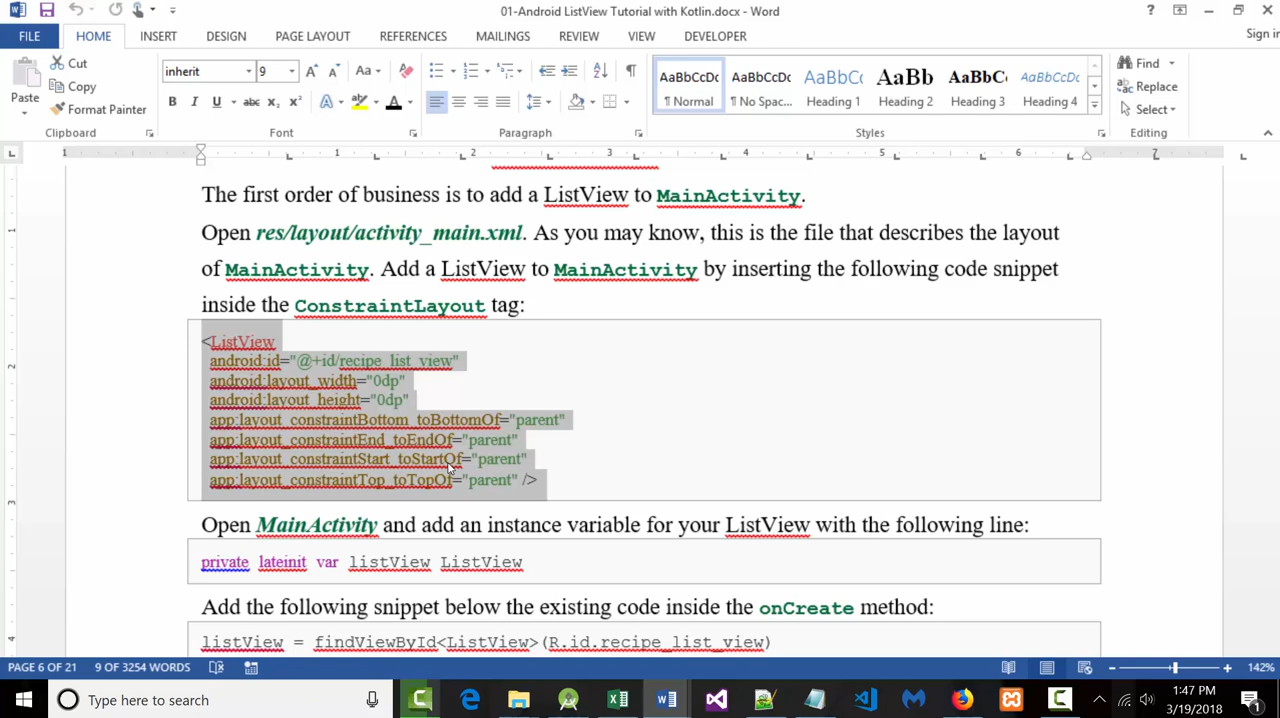 01-Android ListView Tutorial with Kotlin.docx - Word
FILE HOME INSERT DESIGN PAGE LAYOUT REFERENCES MAILINGS REVIEW VIEW DEVELOPER Sign in
Paste
Cut
Copy
Format Painter
Clipboard
inherit 9
Font
Paragraph
AaBbCcDc AaBbCcDc AaBbCc AaBb AaBbC AaBbCcDc
¶ Normal ¶ No Spac... Heading 1 Heading 2 Heading 3 Heading 4
Styles
Find
Replace
Select
Editing
1 1 2 3 4 5 6 7
The first order of business is to add a ListView to MainActivity.
Open res/layout/activity_main.xml. As you may know, this is the file that describes the layout
of MainActivity. Add a ListView to MainActivity by inserting the following code snippet
inside the ConstraintLayout tag:
<ListView
android:id="@+id/recipe_list_view"
android:layout_width="0dp"
android:layout_height="0dp"
app:layout_constraintBottom_toBottomOf="parent"
app:layout_constraintEnd_toEndOf="parent"
app:layout_constraintStart_toStartOf="parent"
app:layout_constraintTop_toTopOf="parent" />
Open MainActivity and add an instance variable for your ListView with the following line:
private lateinit var listView ListView
Add the following snippet below the existing code inside the onCreate method:
listView = findViewById<ListView>(R.id.recipe_list_view)
PAGE 6 OF 21 9 OF 3254 WORDS 142%
Type here to search
1:47 PM
3/19/2018